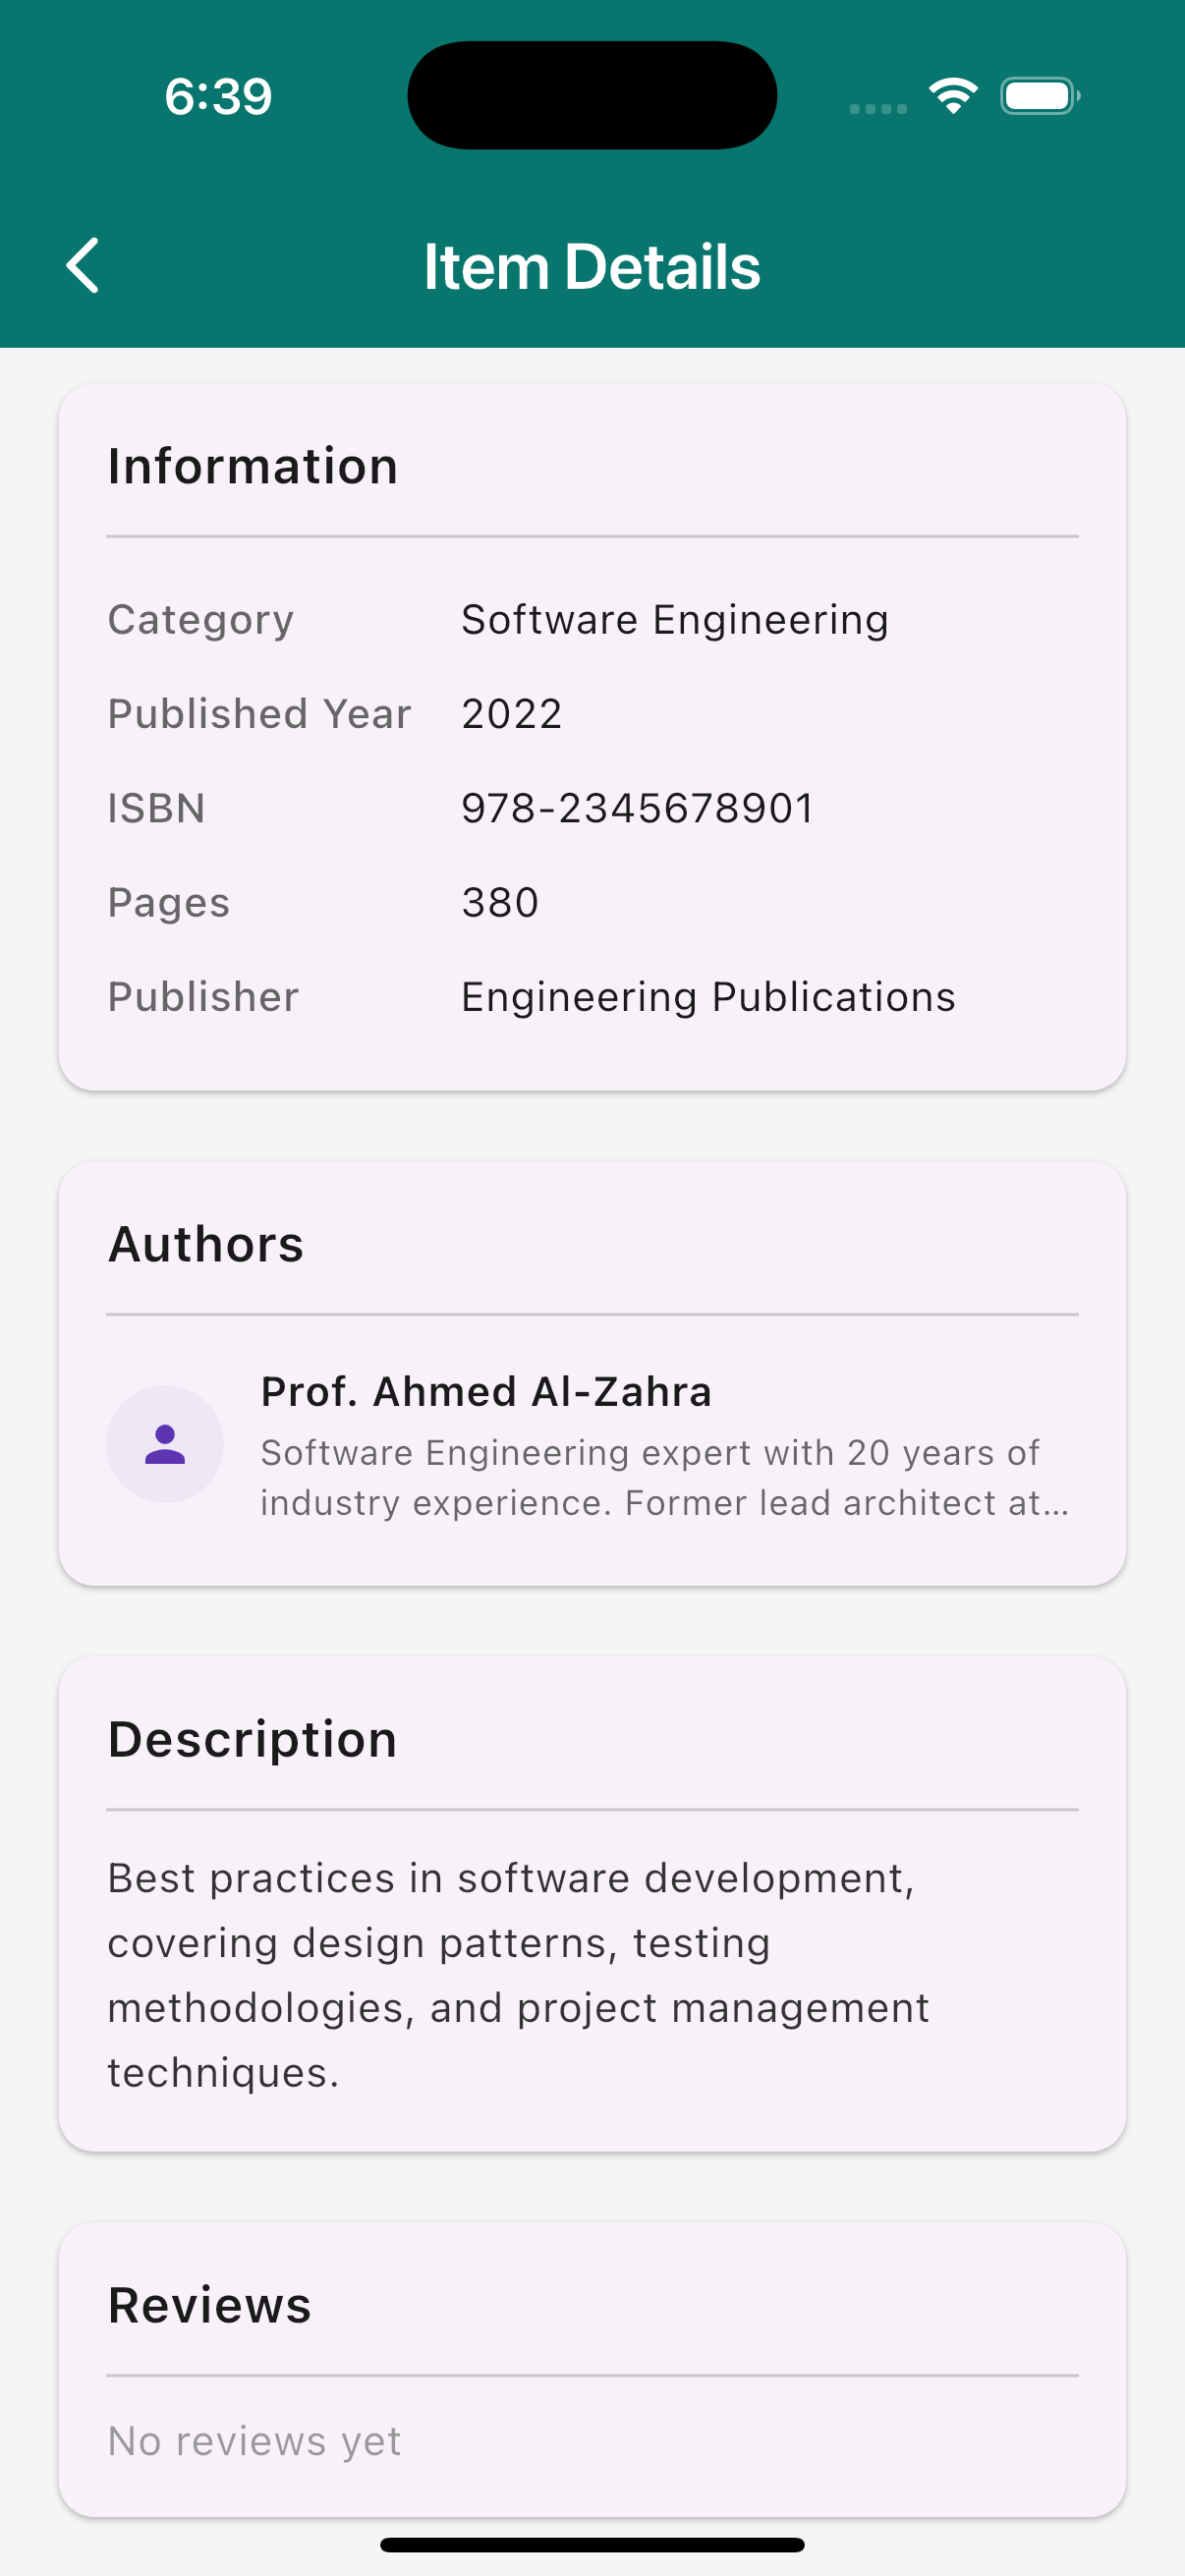 6:39
Item Details
Information
Category Software Engineering
Published Year 2022
ISBN 978-2345678901
Pages 380
Publisher Engineering Publications
Authors
Prof. Ahmed Al-Zahra
Software Engineering expert with 20 years of
industry experience. Former lead architect at...
Description
Best practices in software development,
covering design patterns, testing
methodologies, and project management
techniques.
Reviews
No reviews yet